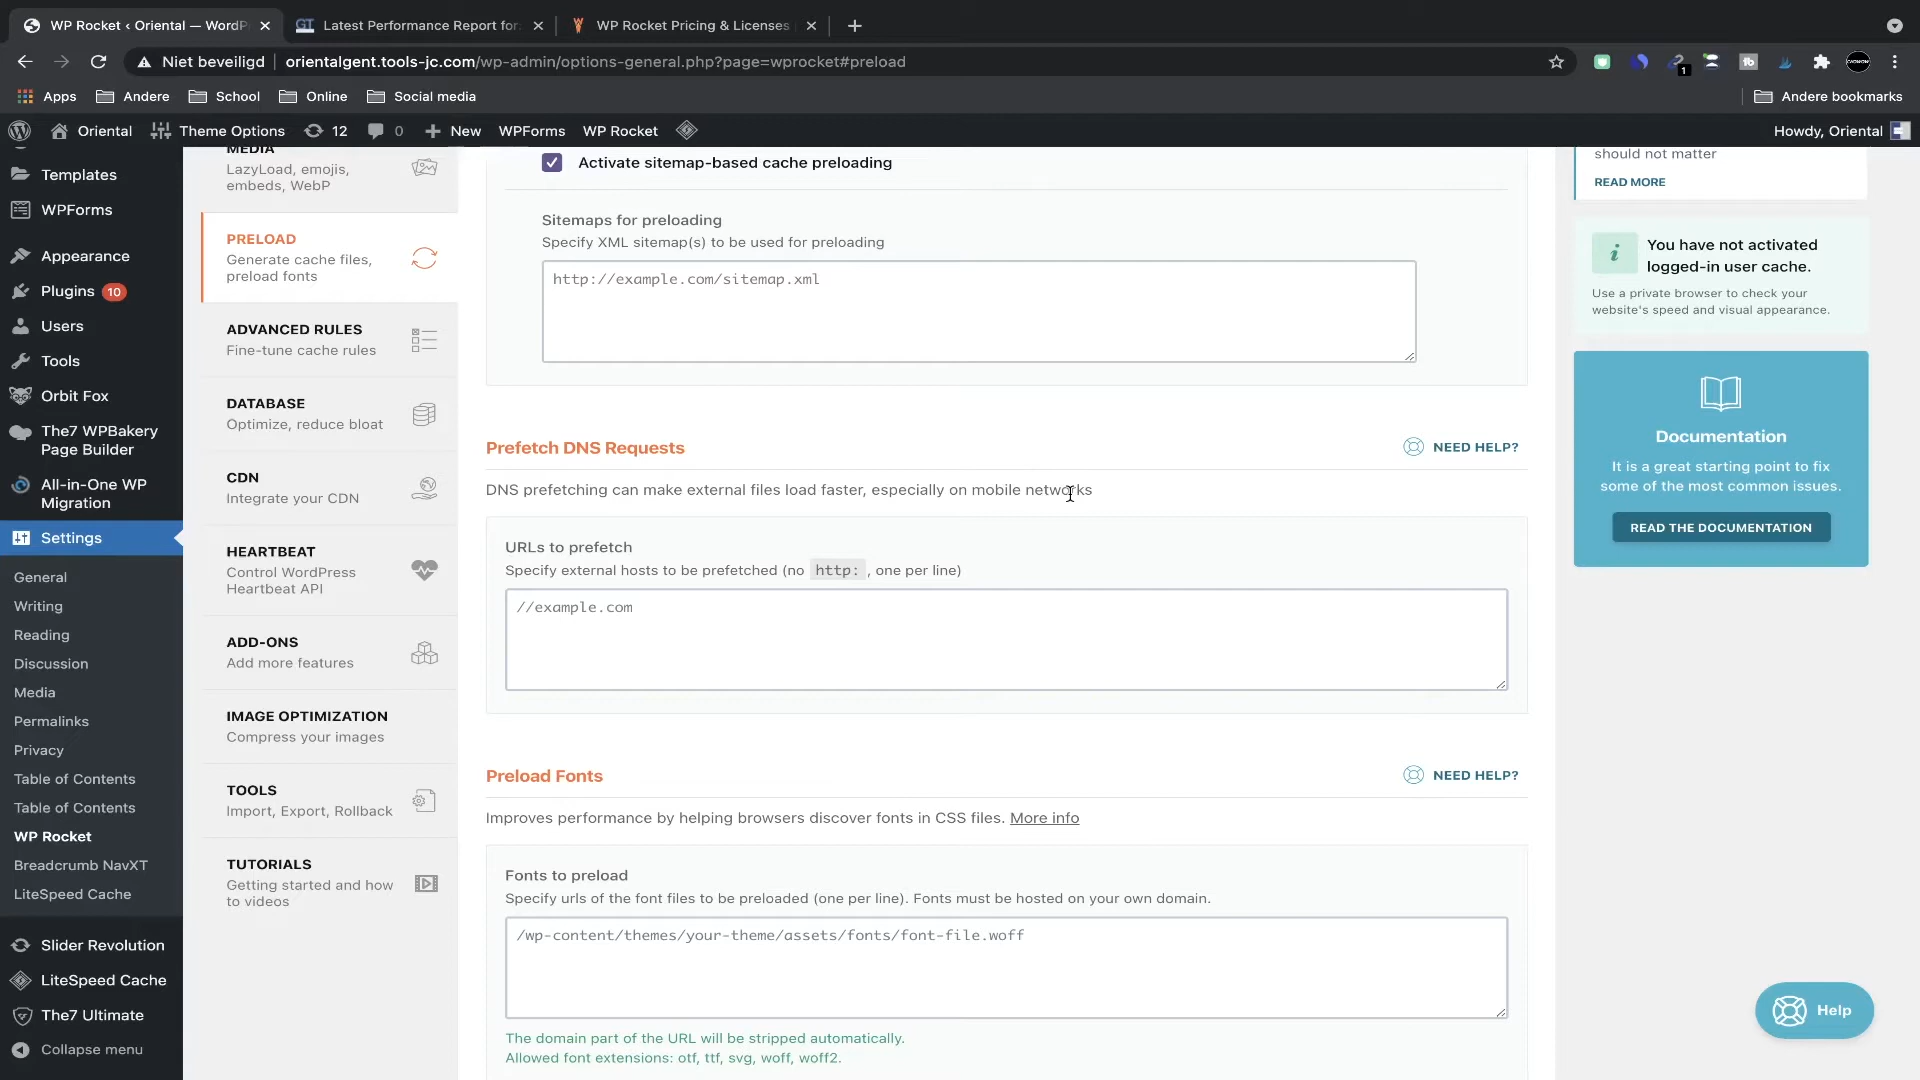 WP Rocket ‹ Oriental — WordP
Latest Performance Report for:
WP Rocket Pricing & Licenses
Niet beveiligd
orientalgent.tools-jc.com/wp-admin/options-general.php?page=wprocket#preload
1
Apps
Andere
School
Online
Social media
Andere bookmarks
Oriental
Theme Options
12
0
New
WPForms
WP Rocket
Howdy, Oriental
Templates
WPForms
Appearance
Plugins 10
Users
Tools
Orbit Fox
The7 WPBakery
Page Builder
All-in-One WP
Migration
Settings
General
Writing
Reading
Discussion
Media
Permalinks
Privacy
Table of Contents
Table of Contents
WP Rocket
Breadcrumb NavXT
LiteSpeed Cache
Slider Revolution
LiteSpeed Cache
The7 Ultimate
Collapse menu
MEDIA
LazyLoad, emojis,
embeds, WebP
PRELOAD
Generate cache files,
preload fonts
ADVANCED RULES
Fine-tune cache rules
DATABASE
Optimize, reduce bloat
CDN
Integrate your CDN
HEARTBEAT
Control WordPress
Heartbeat API
ADD-ONS
Add more features
IMAGE OPTIMIZATION
Compress your images
TOOLS
Import, Export, Rollback
TUTORIALS
Getting started and how
to videos
Activate sitemap-based cache preloading
Sitemaps for preloading
Specify XML sitemap(s) to be used for preloading
http://example.com/sitemap.xml
Prefetch DNS Requests
NEED HELP?
DNS prefetching can make external files load faster, especially on mobile networks
URLs to prefetch
Specify external hosts to be prefetched (no http: , one per line)
//example.com
Preload Fonts
NEED HELP?
Improves performance by helping browsers discover fonts in CSS files. More info
Fonts to preload
Specify urls of the font files to be preloaded (one per line). Fonts must be hosted on your own domain.
/wp-content/themes/your-theme/assets/fonts/font-file.woff
The domain part of the URL will be stripped automatically.
Allowed font extensions: otf, ttf, svg, woff, woff2.
should not matter
READ MORE
You have not activated
logged-in user cache.
Use a private browser to check your
website's speed and visual appearance.
Documentation
It is a great starting point to fix
some of the most common issues.
READ THE DOCUMENTATION
Help